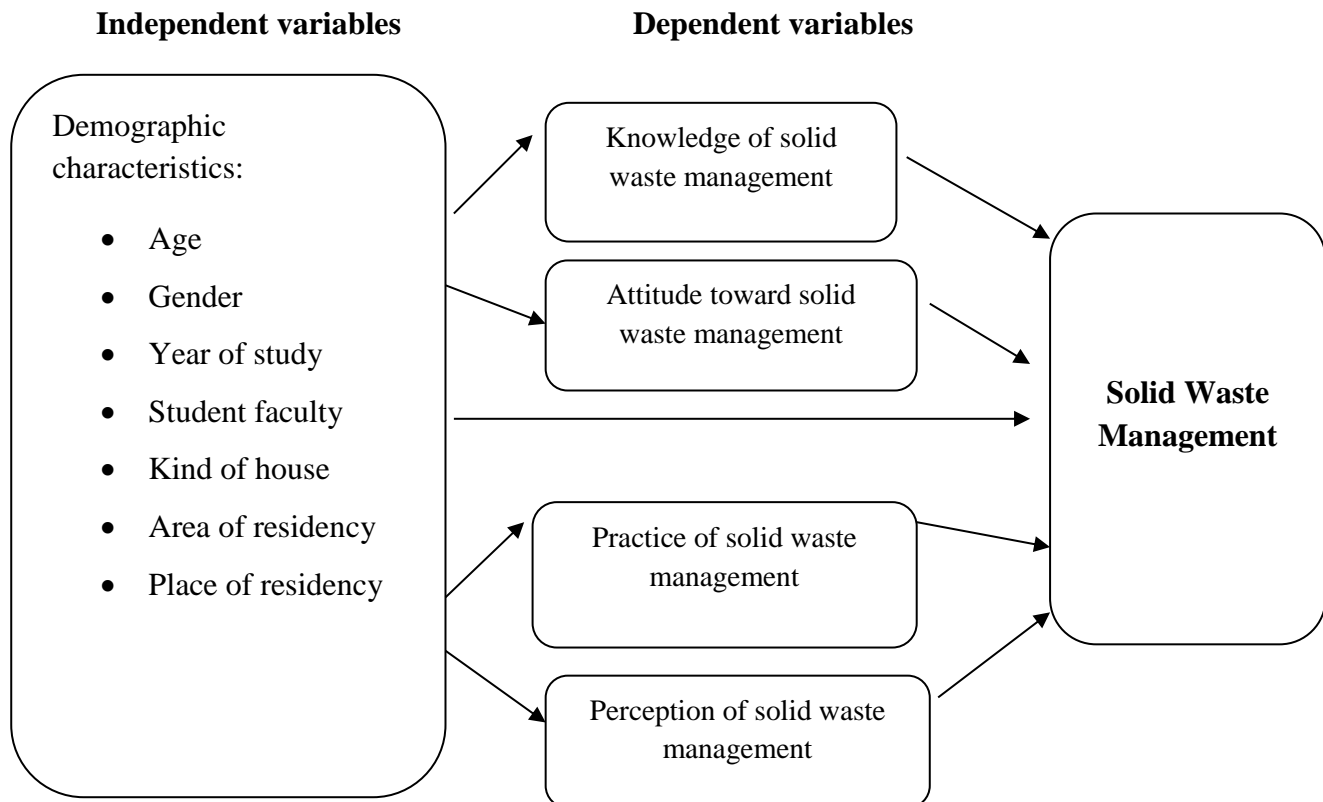 Independent variables
Dependent variables
Demographic
characteristics:
• Age
• Gender
• Year of study
• Student faculty
• Kind of house
• Area of residency
• Place of residency
Knowledge of solid
waste management
Attitude toward solid
waste management
Practice of solid waste
management
Perception of solid waste
management
Solid Waste
Management